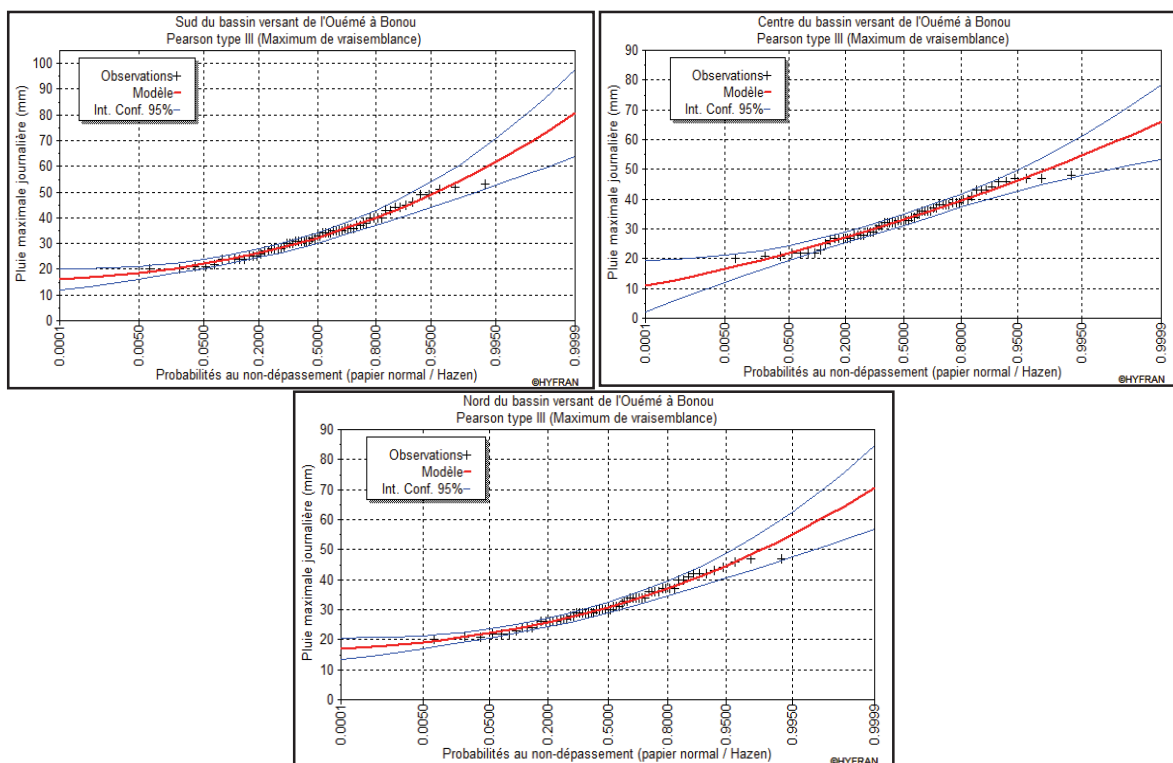 Sud du bassin versant de l'Ouémé à Bonou
Pearson type III (Maximum de vraisemblance)
Pluie maximale journalière (mm)
100
90
80
70
60
50
40
30
20
10
0
Observations+
Modèle–
Int. Conf. 95%–
0.0001
0.0050
0.0500
0.2000
0.5000
0.8000
0.9500
0.9950
0.9999
Probabilités au non-dépassement (papier normal / Hazen)
©HYFRAN
Centre du bassin versant de l'Ouémé à Bonou
Pearson type III (Maximum de vraisemblance)
Pluie maximale journalière (mm)
90
80
70
60
50
40
30
20
10
0
Observations+
Modèle–
Int. Conf. 95%–
0.0001
0.0050
0.0500
0.2000
0.5000
0.8000
0.9500
0.9950
0.9999
Probabilités au non-dépassement (papier normal / Hazen)
©HYFRAN
Nord du bassin versant de l'Ouémé à Bonou
Pearson type III (Maximum de vraisemblance)
Pluie maximale journalière (mm)
90
80
70
60
50
40
30
20
10
0
Observations+
Modèle–
Int. Conf. 95%–
0.0001
0.0050
0.0500
0.2000
0.5000
0.8000
0.9500
0.9950
0.9999
Probabilités au non-dépassement (papier normal / Hazen)
©HYFRAN